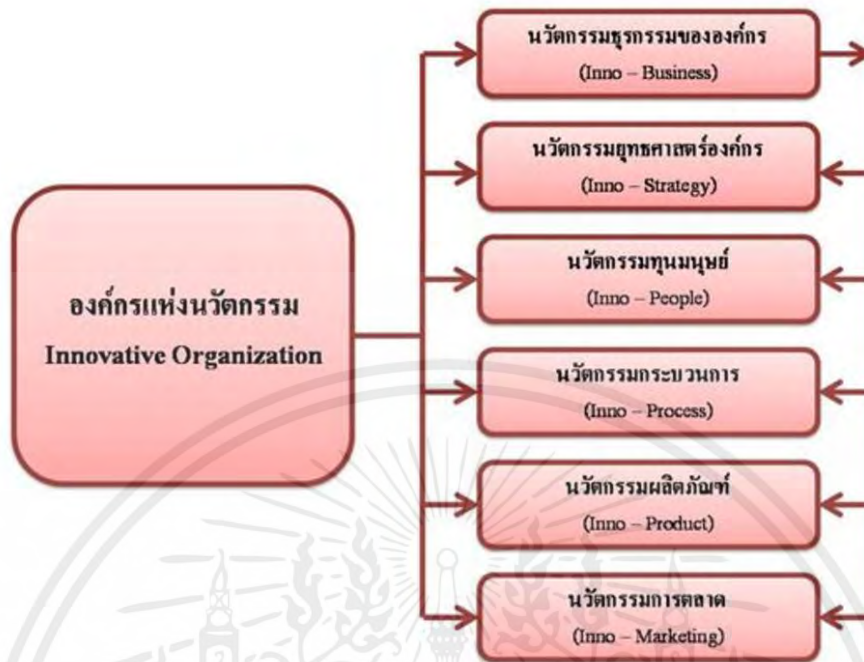 นวัตกรรมธุรกรรมขององค์กร
(Inno – Business)
นวัตกรรมยุทธศาสตร์องค์กร
(Inno – Strategy)
นวัตกรรมทุนมนุษย์
(Inno – People)
องค์กรแห่งนวัตกรรม
Innovative Organization
นวัตกรรมกระบวนการ
(Inno – Process)
นวัตกรรมผลิตภัณฑ์
(Inno – Product)
นวัตกรรมการตลาด
(Inno – Marketing)